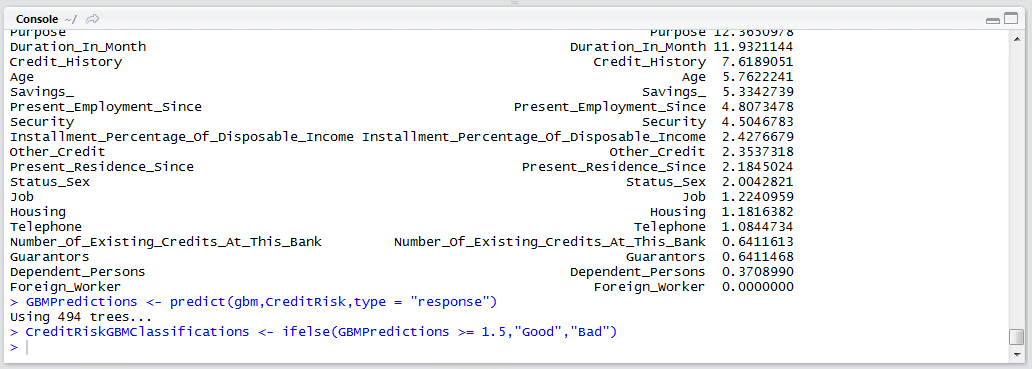 Console ~/
Purpose Purpose 12.3650978
Duration_In_Month Duration_In_Month 11.9321144
Credit_History Credit_History 7.6189051
Age Age 5.7622241
Savings_ Savings_ 5.3342739
Present_Employment_Since Present_Employment_Since 4.8073478
Security Security 4.5046783
Installment_Percentage_Of_Disposable_Income Installment_Percentage_Of_Disposable_Income 2.4276679
Other_Credit Other_Credit 2.3537318
Present_Residence_Since Present_Residence_Since 2.1845024
Status_Sex Status_Sex 2.0042821
Job Job 1.2240959
Housing Housing 1.1816382
Telephone Telephone 1.0844734
Number_Of_Existing_Credits_At_This_Bank Number_Of_Existing_Credits_At_This_Bank 0.6411613
Guarantors Guarantors 0.6411468
Dependent_Persons Dependent_Persons 0.3708990
Foreign_Worker Foreign_Worker 0.0000000
> GBMPredictions <- predict(gbm,CreditRisk,type = "response")
Using 494 trees...
> CreditRiskGBMClassifications <- ifelse(GBMPredictions >= 1.5,"Good","Bad")
>